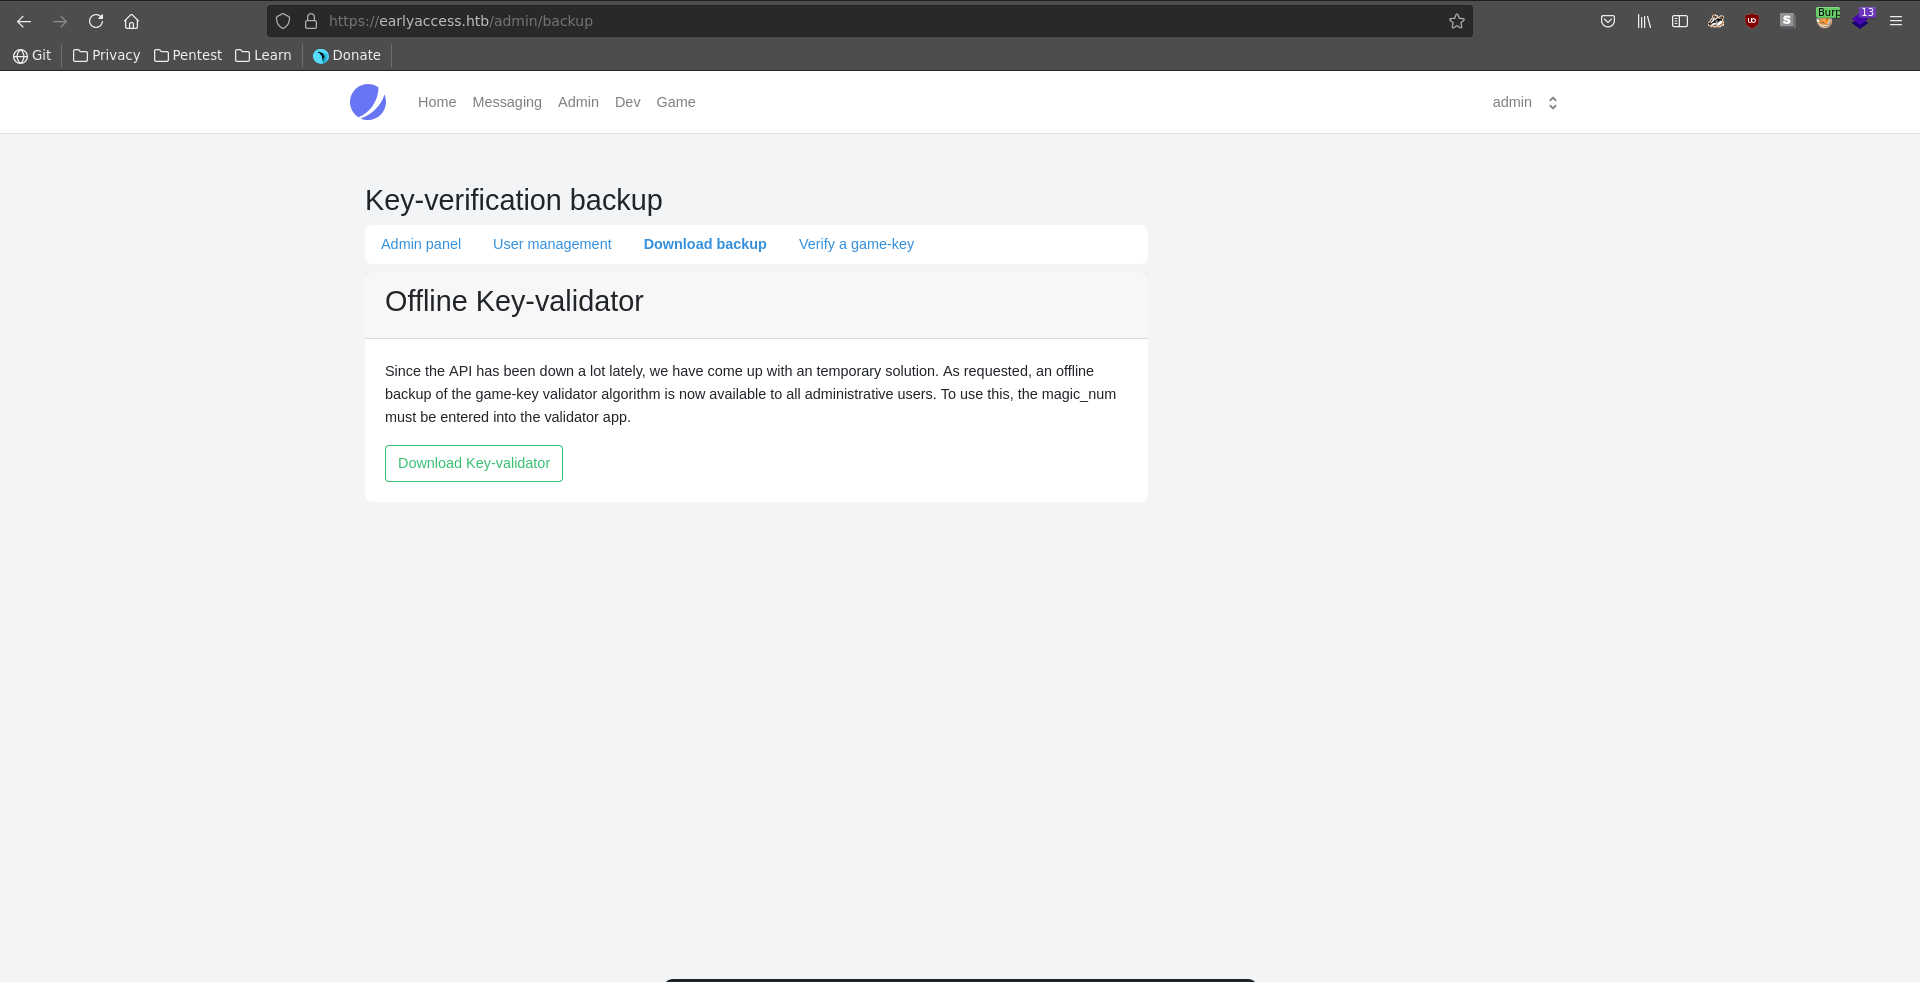 https://earlyaccess.htb/admin/backup
Burp
13
Git Privacy Pentest Learn Donate
Home Messaging Admin Dev Game admin
Key-verification backup
Admin panel User management Download backup Verify a game-key
Offline Key-validator
Since the API has been down a lot lately, we have come up with an temporary solution. As requested, an offline
backup of the game-key validator algorithm is now available to all administrative users. To use this, the magic_num
must be entered into the validator app.
Download Key-validator